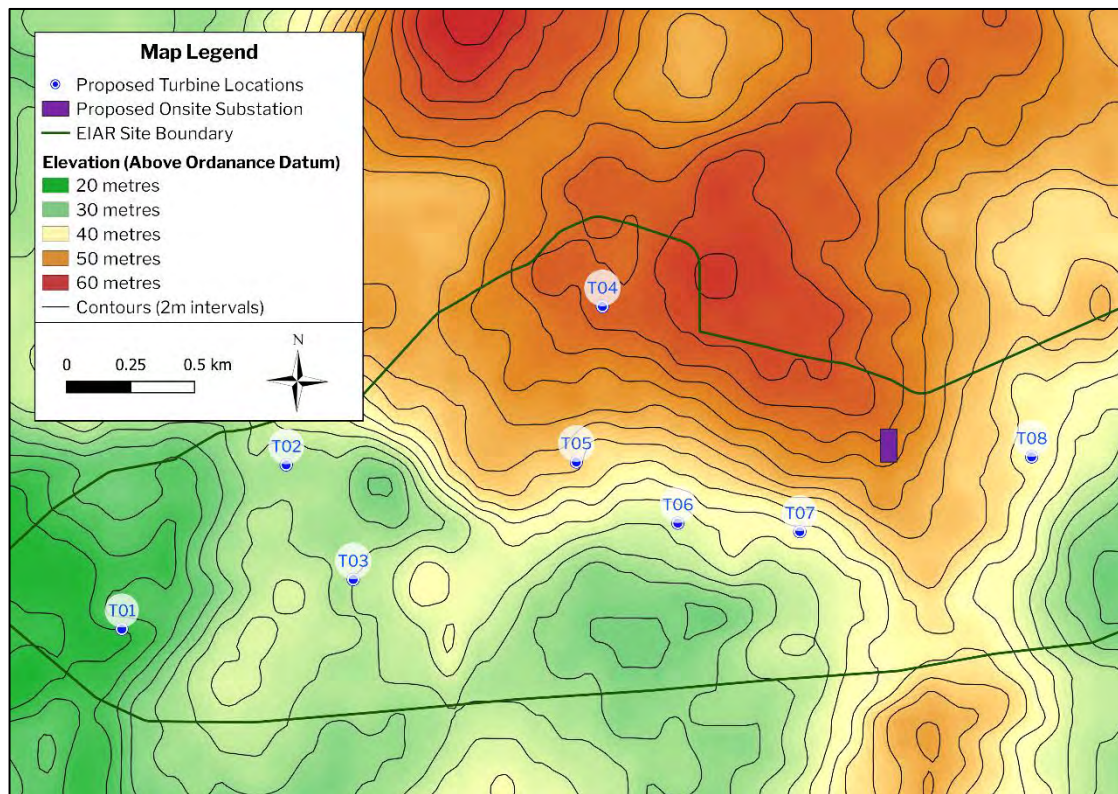 Map Legend
Proposed Turbine Locations
Proposed Onsite Substation
EIAR Site Boundary
Elevation (Above Ordanance Datum)
20 metres
30 metres
40 metres
50 metres
60 metres
Contours (2m intervals)
0 0.25 0.5 km
N
T04
T02
T05
T08
T06
T07
T03
T01